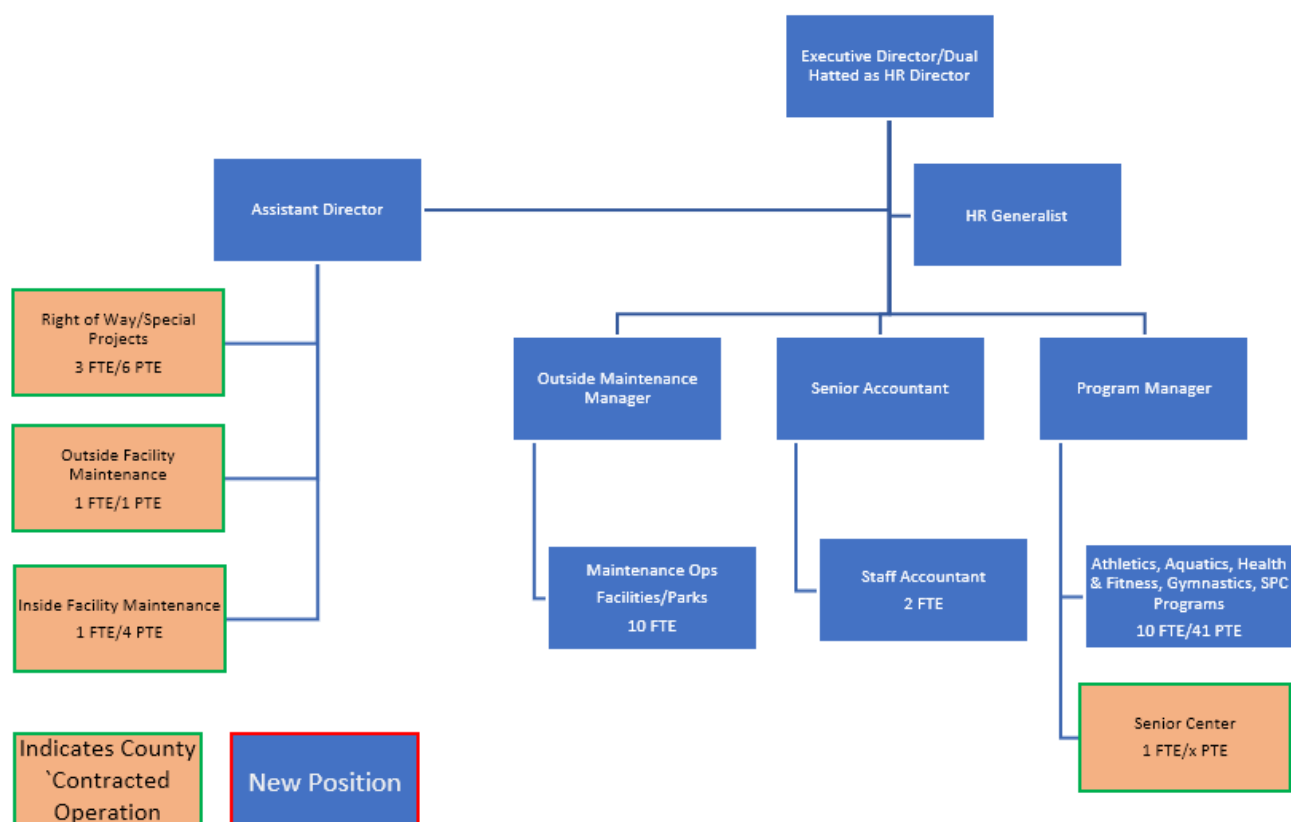 Executive Director/Dual
Hatted as HR Director
Assistant Director
HR Generalist
Right of Way/Special
Projects
3 FTE/6 PTE
Outside Maintenance
Manager
Senior Accountant
Program Manager
Outside Facility
Maintenance
1 FTE/1 PTE
Inside Facility Maintenance
1 FTE/4 PTE
Maintenance Ops
Facilities/Parks
10 FTE
Staff Accountant
2 FTE
Athletics, Aquatics, Health
& Fitness, Gymnastics, SPC
Programs
10 FTE/41 PTE
Senior Center
1 FTE/x PTE
Indicates County
`Contracted
Operation
New Position